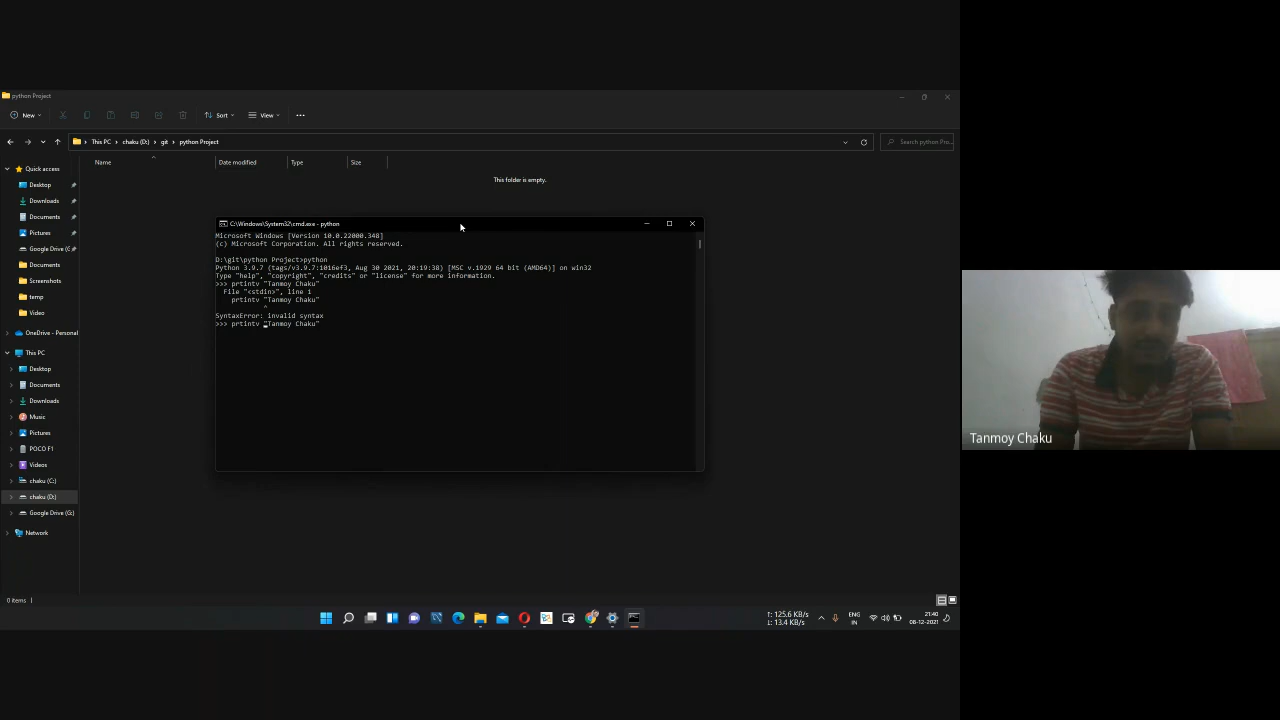 python Project
New
Sort
View
This PC
chaku (D:)
git
python Project
Search python Pro...
Name
Date modified
Type
Size
This folder is empty.
Quick access
Desktop
Downloads
Documents
Pictures
Google Drive (G
Documents
Screenshots
temp
Video
OneDrive - Personal
This PC
Desktop
Documents
Downloads
Music
Pictures
POCO F1
Videos
chaku (C:)
chaku (D:)
Google Drive (G:)
Network
C:\Windows\System32\cmd.exe - python
Microsoft Windows [Version 10.0.22000.348]
(c) Microsoft Corporation. All rights reserved.
D:\git\python Project>python
Python 3.9.7 (tags/v3.9.7:1016ef3, Aug 30 2021, 20:19:38) [MSC v.1929 64 bit (AMD64)] on win32
Type "help", "copyright", "credits" or "license" for more information.
>>> prtintv "Tanmoy Chaku"
File "<stdin>", line 1
prtintv "Tanmoy Chaku"
^
SyntaxError: invalid syntax
>>> prtintv "Tanmoy Chaku"
Tanmoy Chaku
0 items
↑: 125.6 KB/s
↓: 13.4 KB/s
ENG
IN
21:40
08-12-2021